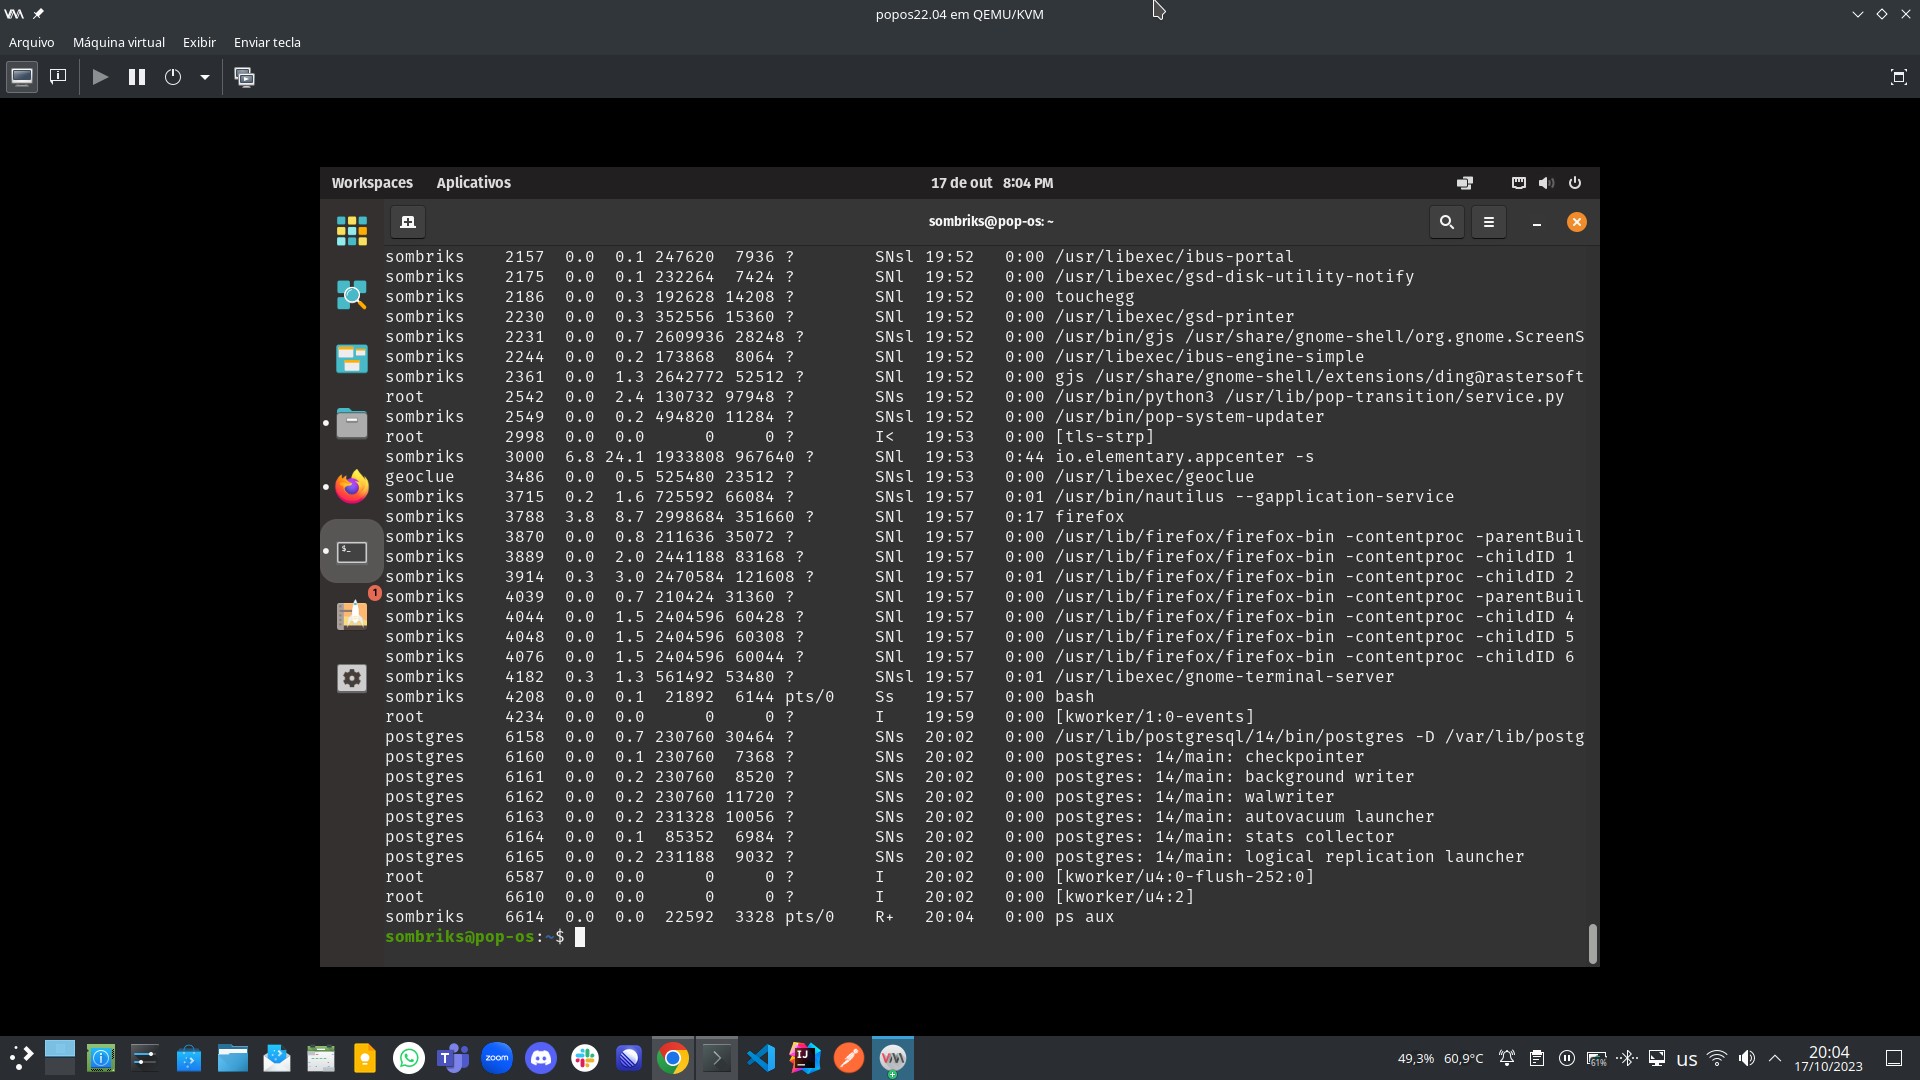 popos22.04 em QEMU/KVM
Arquivo Máquina virtual Exibir Enviar tecla
Workspaces Aplicativos 17 de out 8:04 PM
sombriks@pop-os: ~
sombriks 2157 0.0 0.1 247620 7936 ? SNsl 19:52 0:00 /usr/libexec/ibus-portal
sombriks 2175 0.0 0.1 232264 7424 ? SNl 19:52 0:00 /usr/libexec/gsd-disk-utility-notify
sombriks 2186 0.0 0.3 192628 14208 ? SNl 19:52 0:00 touchegg
sombriks 2230 0.0 0.3 352556 15360 ? SNl 19:52 0:00 /usr/libexec/gsd-printer
sombriks 2231 0.0 0.7 2609936 28248 ? SNsl 19:52 0:00 /usr/bin/gjs /usr/share/gnome-shell/org.gnome.ScreenS
sombriks 2244 0.0 0.2 173868 8064 ? SNl 19:52 0:00 /usr/libexec/ibus-engine-simple
sombriks 2361 0.0 1.3 2642772 52512 ? SNl 19:52 0:00 gjs /usr/share/gnome-shell/extensions/ding@rastersoft
root 2542 0.0 2.4 130732 97948 ? SNs 19:52 0:00 /usr/bin/python3 /usr/lib/pop-transition/service.py
sombriks 2549 0.0 0.2 494820 11284 ? SNsl 19:52 0:00 /usr/bin/pop-system-updater
root 2998 0.0 0.0 0 0 ? I< 19:53 0:00 [tls-strp]
sombriks 3000 6.8 24.1 1933808 967640 ? SNl 19:53 0:44 io.elementary.appcenter -s
geoclue 3486 0.0 0.5 525480 23512 ? SNsl 19:53 0:00 /usr/libexec/geoclue
sombriks 3715 0.2 1.6 725592 66084 ? SNsl 19:57 0:01 /usr/bin/nautilus --gapplication-service
sombriks 3788 3.8 8.7 2998684 351660 ? SNl 19:57 0:17 firefox
sombriks 3870 0.0 0.8 211636 35072 ? SNl 19:57 0:00 /usr/lib/firefox/firefox-bin -contentproc -parentBuil
sombriks 3889 0.0 2.0 2441188 83168 ? SNl 19:57 0:00 /usr/lib/firefox/firefox-bin -contentproc -childID 1
sombriks 3914 0.3 3.0 2470584 121608 ? SNl 19:57 0:01 /usr/lib/firefox/firefox-bin -contentproc -childID 2
sombriks 4039 0.0 0.7 210424 31360 ? SNl 19:57 0:00 /usr/lib/firefox/firefox-bin -contentproc -parentBuil
sombriks 4044 0.0 1.5 2404596 60428 ? SNl 19:57 0:00 /usr/lib/firefox/firefox-bin -contentproc -childID 4
sombriks 4048 0.0 1.5 2404596 60308 ? SNl 19:57 0:00 /usr/lib/firefox/firefox-bin -contentproc -childID 5
sombriks 4076 0.0 1.5 2404596 60044 ? SNl 19:57 0:00 /usr/lib/firefox/firefox-bin -contentproc -childID 6
sombriks 4182 0.3 1.3 561492 53480 ? SNsl 19:57 0:01 /usr/libexec/gnome-terminal-server
sombriks 4208 0.0 0.1 21892 6144 pts/0 Ss 19:57 0:00 bash
root 4234 0.0 0.0 0 0 ? I 19:59 0:00 [kworker/1:0-events]
postgres 6158 0.0 0.7 230760 30464 ? SNs 20:02 0:00 /usr/lib/postgresql/14/bin/postgres -D /var/lib/postg
postgres 6160 0.0 0.1 230760 7368 ? SNs 20:02 0:00 postgres: 14/main: checkpointer
postgres 6161 0.0 0.2 230760 8520 ? SNs 20:02 0:00 postgres: 14/main: background writer
postgres 6162 0.0 0.2 230760 11720 ? SNs 20:02 0:00 postgres: 14/main: walwriter
postgres 6163 0.0 0.2 231328 10056 ? SNs 20:02 0:00 postgres: 14/main: autovacuum launcher
postgres 6164 0.0 0.1 85352 6984 ? SNs 20:02 0:00 postgres: 14/main: stats collector
postgres 6165 0.0 0.2 231188 9032 ? SNs 20:02 0:00 postgres: 14/main: logical replication launcher
root 6587 0.0 0.0 0 0 ? I 20:02 0:00 [kworker/u4:0-flush-252:0]
root 6610 0.0 0.0 0 0 ? I 20:02 0:00 [kworker/u4:2]
sombriks 6614 0.0 0.0 22592 3328 pts/0 R+ 20:04 0:00 ps aux
sombriks@pop-os:~$
1
zoom
49,3% 60,9°C 61% us 20:04
17/10/2023